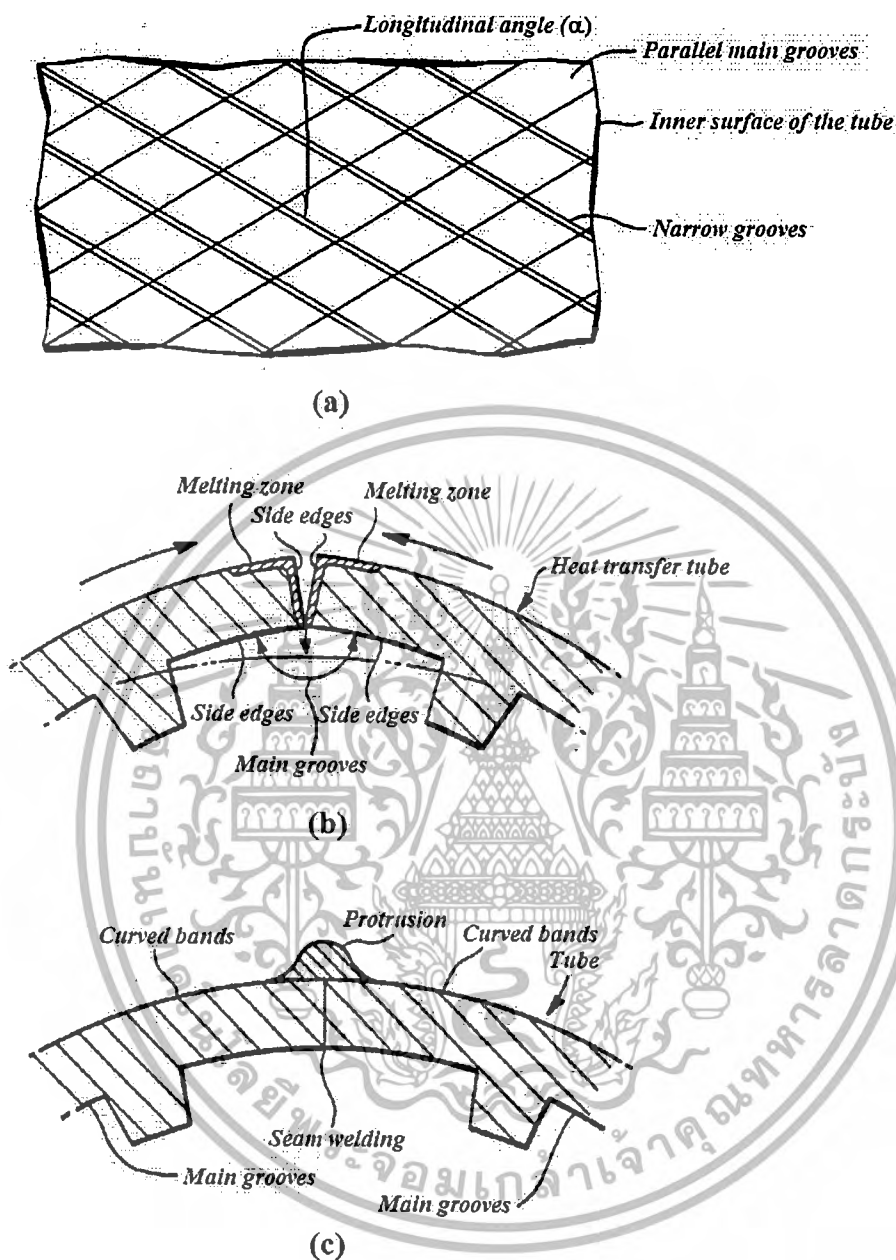 Longitudinal angle (α)
Parallel main grooves
Inner surface of the tube
Narrow grooves
(a)
Melting zone
Melting zone
Side edges
Heat transfer tube
Side edges
Side edges
Main grooves
(b)
Protrusion
Curved bands
Curved bands
Tube
Seam welding
Main grooves
Main grooves
(c)